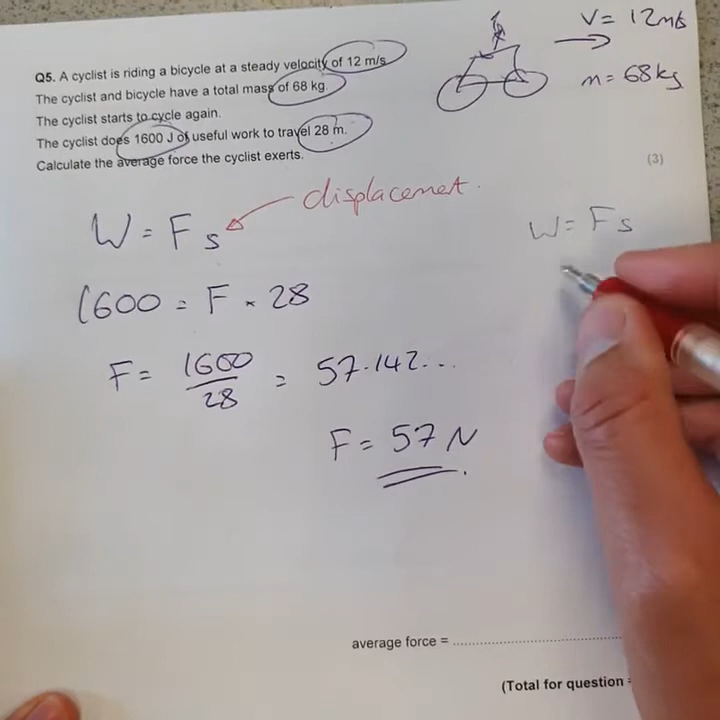 Q5. A cyclist is riding a bicycle at a steady velocity of 12 m/s
The cyclist and bicycle have a total mass of 68 kg.
The cyclist starts to cycle again.
The cyclist does 1600 J of useful work to travel 28 m.
Calculate the average force the cyclist exerts.
(3)
V = 12m/s
m = 68kg
displacement.
W = Fs
W = Fs
1600 = F × 28
F = 1600/28 = 57.142...
F = 57 N
average force = ............................................
(Total for question =